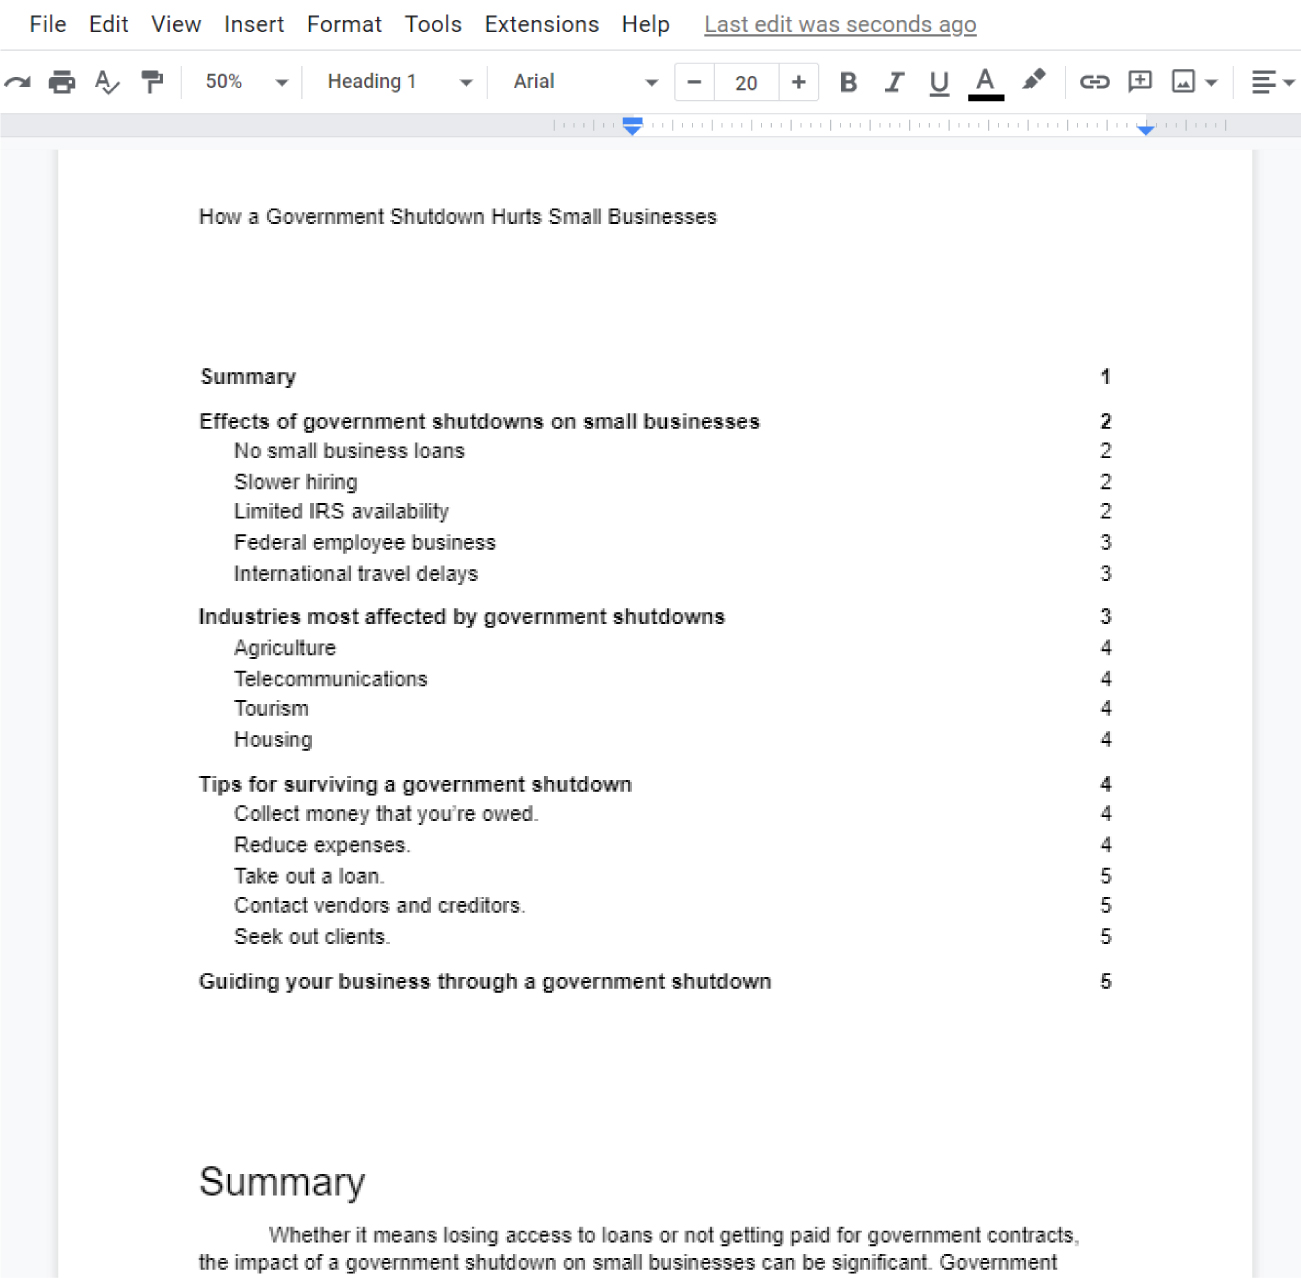 File Edit View Insert Format Tools Extensions Help Last edit was seconds ago
50% Heading 1 Arial − 20 + B I U A
How a Government Shutdown Hurts Small Businesses
Summary 1
Effects of government shutdowns on small businesses 2
No small business loans 2
Slower hiring 2
Limited IRS availability 2
Federal employee business 3
International travel delays 3
Industries most affected by government shutdowns 3
Agriculture 4
Telecommunications 4
Tourism 4
Housing 4
Tips for surviving a government shutdown 4
Collect money that you're owed. 4
Reduce expenses. 4
Take out a loan. 5
Contact vendors and creditors. 5
Seek out clients. 5
Guiding your business through a government shutdown 5
Summary
Whether it means losing access to loans or not getting paid for government contracts,
the impact of a government shutdown on small businesses can be significant. Government